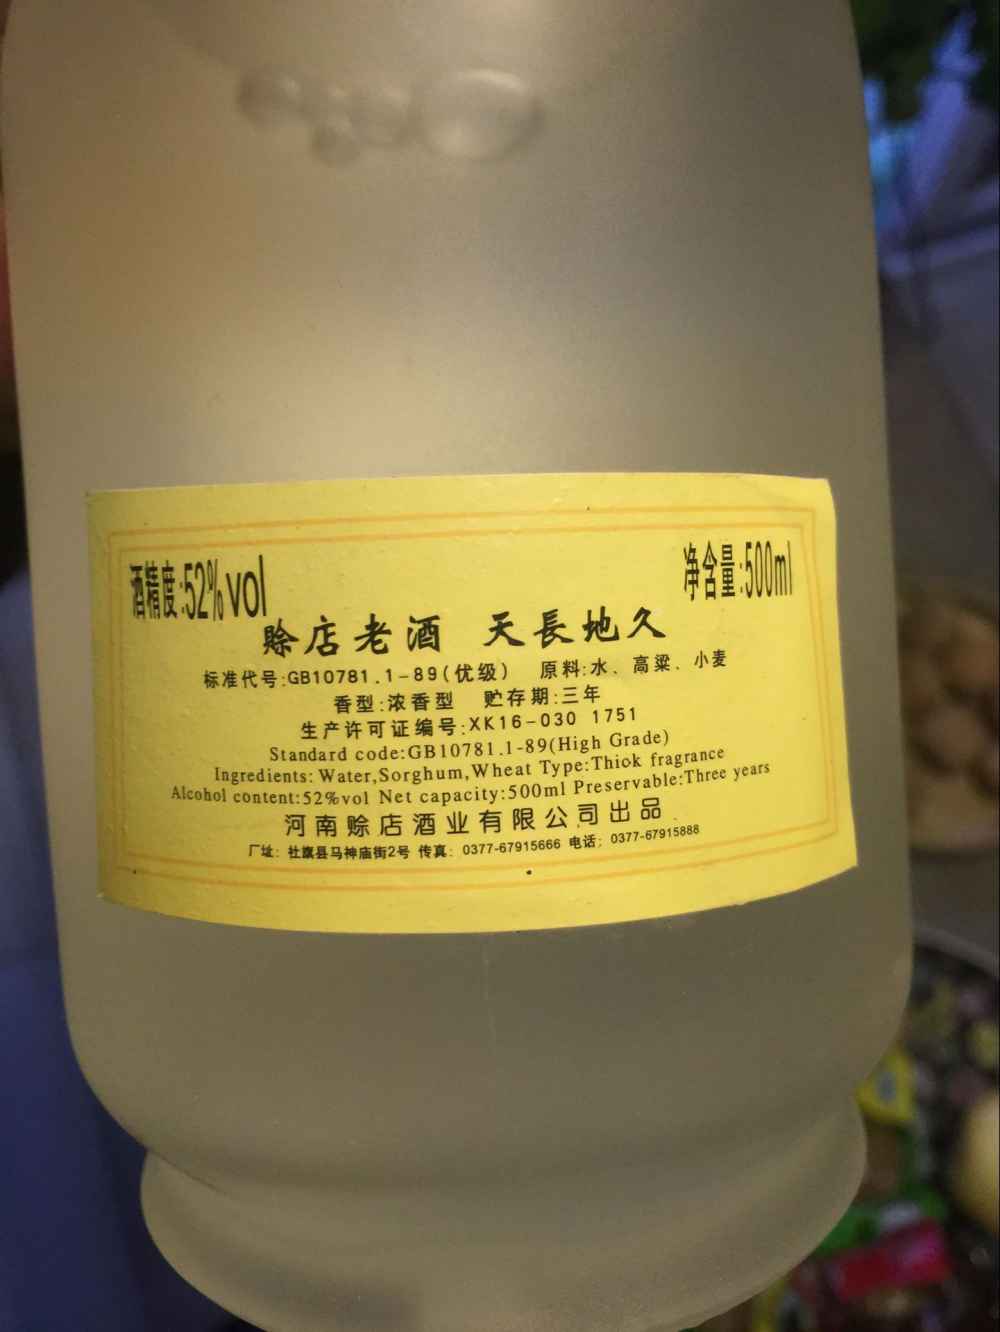 酒精度:52%vol
净含量:500ml
赊店老酒 天長地久
标准代号:GB10781.1-89(优级) 原料:水、高粱、小麦
香型:浓香型 贮存期:三年
生产许可证编号:XK16-030 1751
Standard code:GB10781.1-89(High Grade)
Ingredients: Water,Sorghum,Wheat Type:Thiok fragrance
Alcohol content:52%vol Net capacity:500ml Preservable:Three years
河南赊店酒业有限公司出品
厂址：社旗县马神庙街2号 传真：0377-67915666 电话：0377-67915888